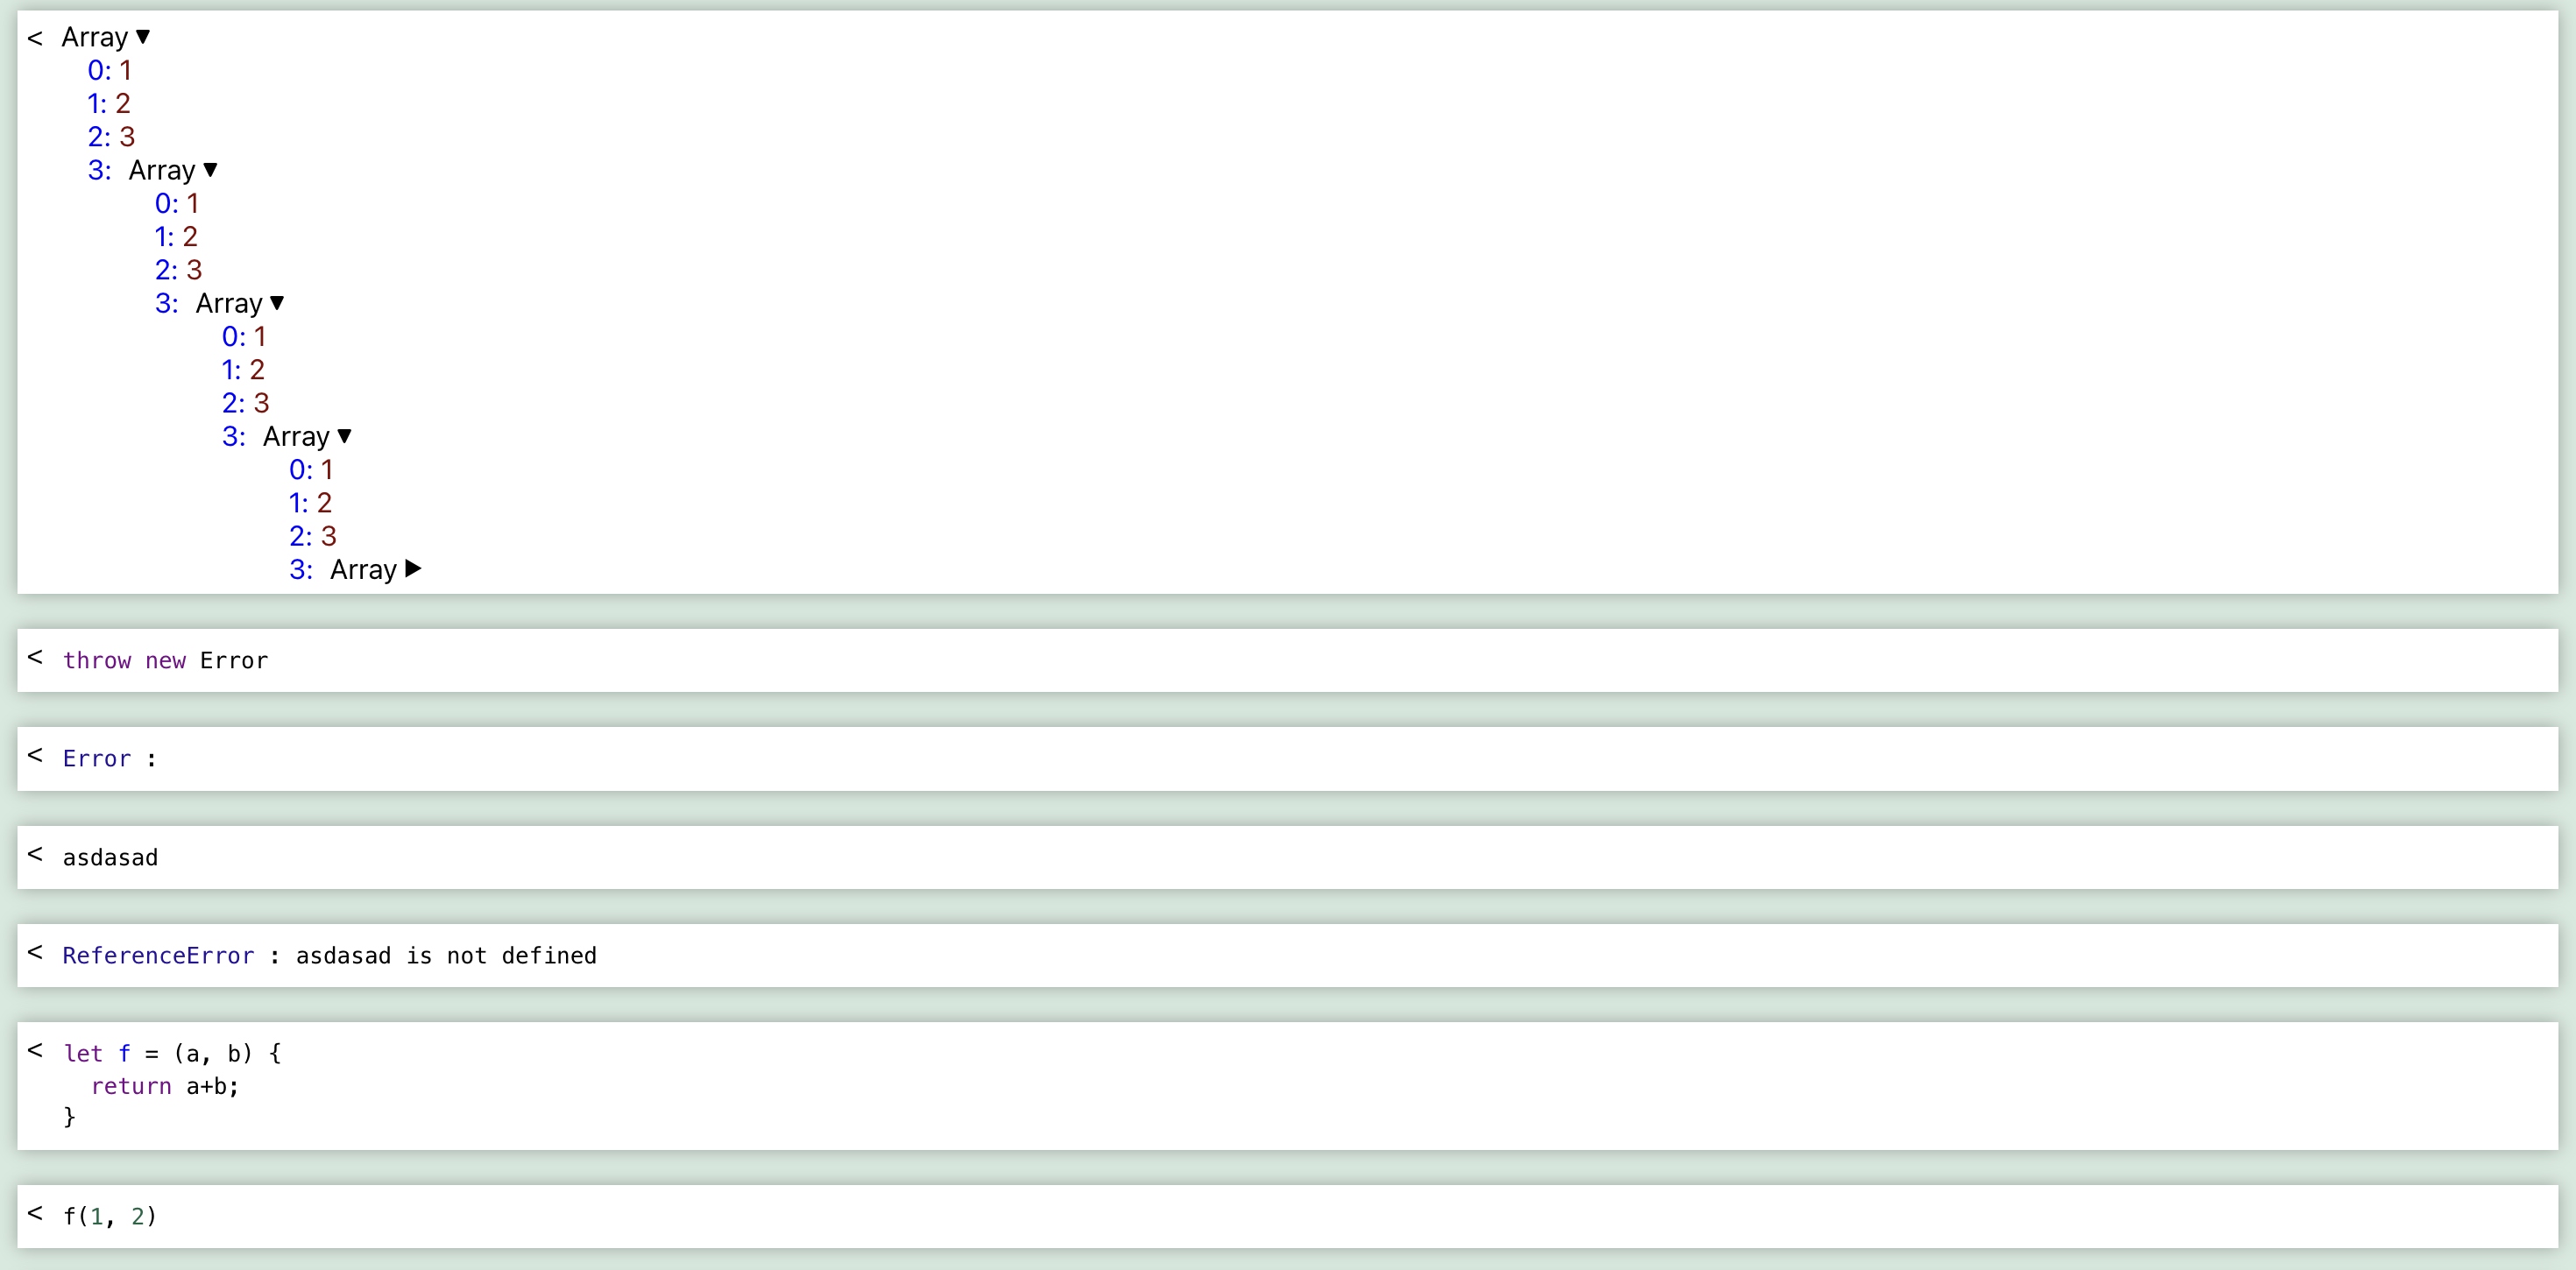 < Array ▼
0: 1
1: 2
2: 3
3: Array ▼
0: 1
1: 2
2: 3
3: Array ▼
0: 1
1: 2
2: 3
3: Array ▼
0: 1
1: 2
2: 3
3: Array ▶
< throw new Error
< Error :
< asdasad
< ReferenceError : asdasad is not defined
< let f = (a, b) {
return a+b;
}
< f(1, 2)